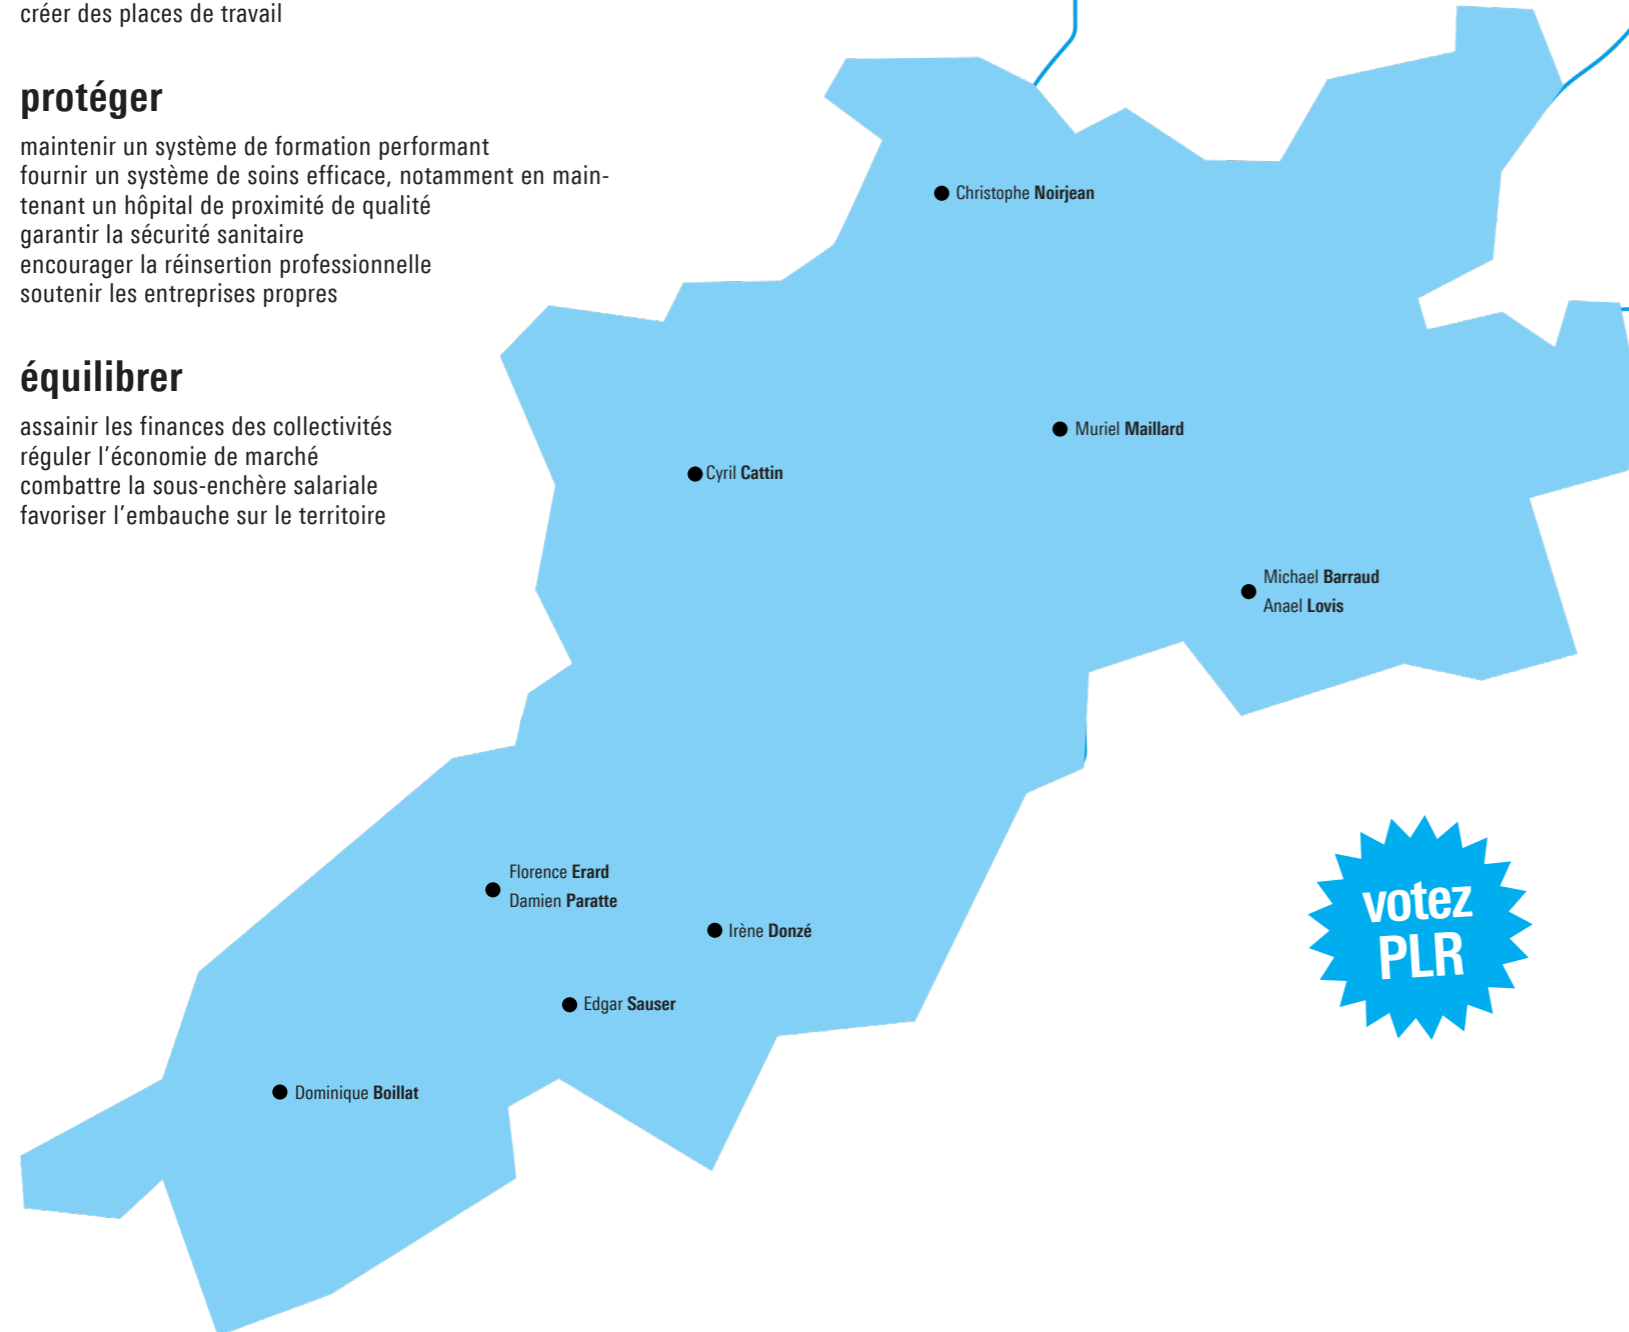 créer des places de travail
protéger
maintenir un système de formation performant
fournir un système de soins efficace, notamment en main-
tenant un hôpital de proximité de qualité
garantir la sécurité sanitaire
encourager la réinsertion professionnelle
soutenir les entreprises propres
équilibrer
assainir les finances des collectivités
réguler l'économie de marché
combattre la sous-enchère salariale
favoriser l'embauche sur le territoire
Christophe Noirjean
Muriel Maillard
Cyril Cattin
Michael Barraud
Anael Lovis
Florence Erard
Damien Paratte
Irène Donzé
Edgar Sauser
Dominique Boillat
votez
PLR